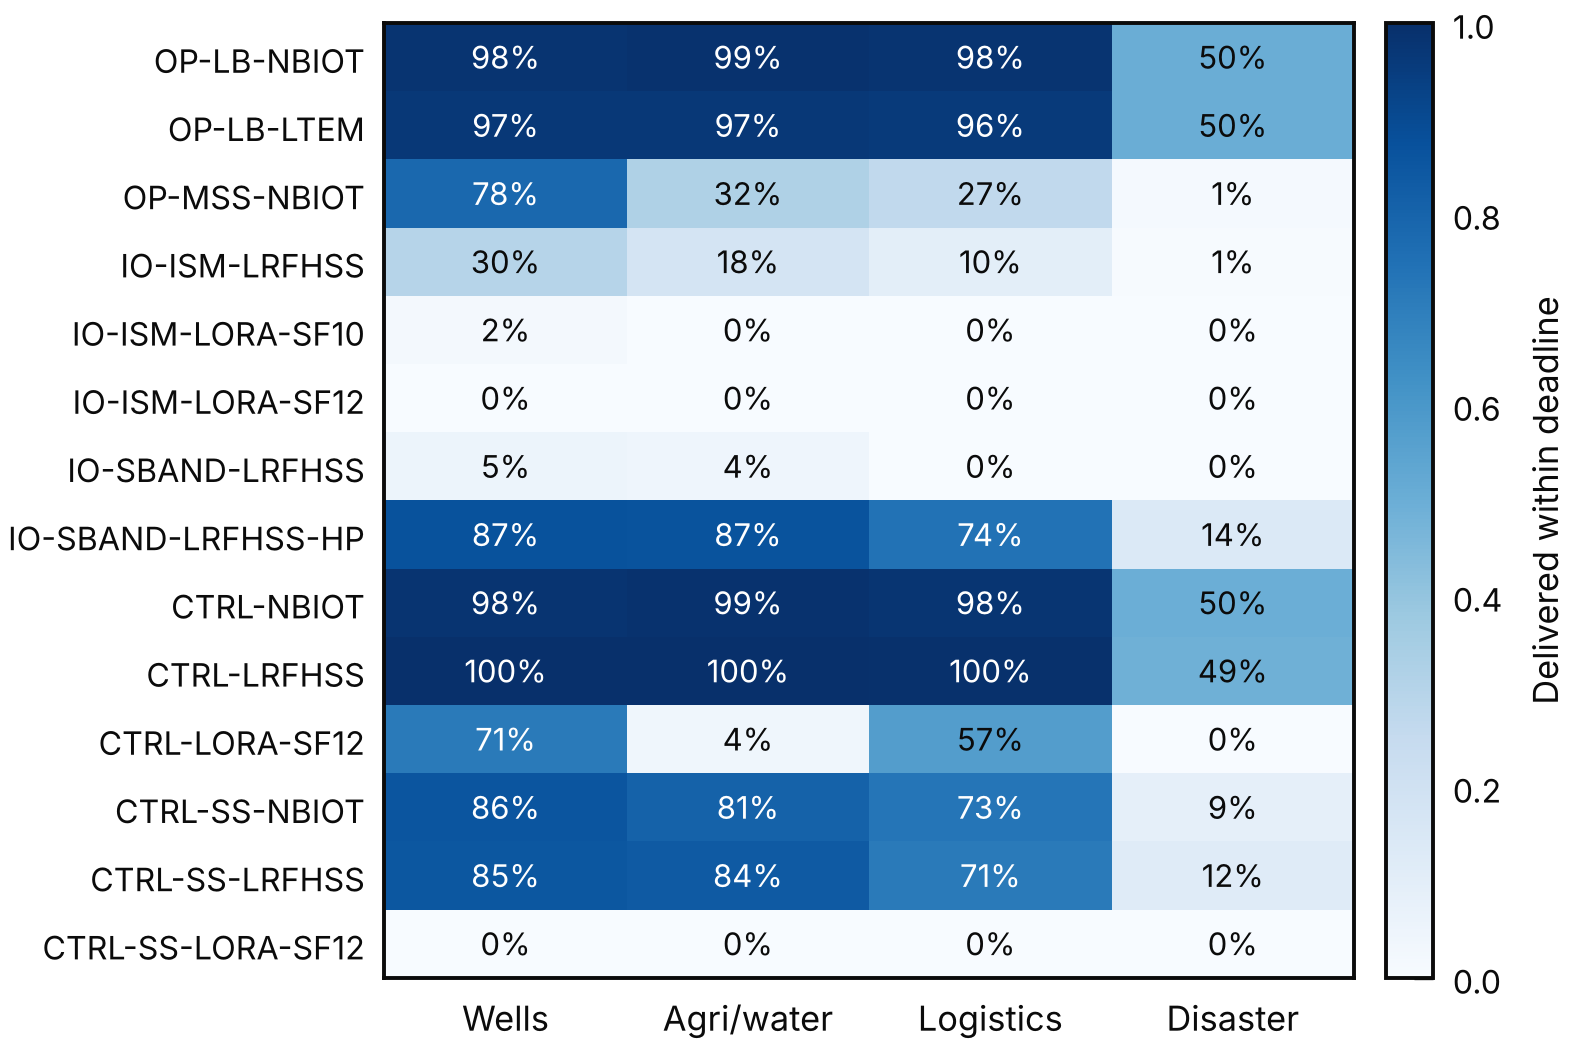 OP-LB-NBIOT 98% 99% 98% 50%
OP-LB-LTEM 97% 97% 96% 50%
OP-MSS-NBIOT 78% 32% 27% 1%
IO-ISM-LRFHSS 30% 18% 10% 1%
IO-ISM-LORA-SF10 2% 0% 0% 0%
IO-ISM-LORA-SF12 0% 0% 0% 0%
IO-SBAND-LRFHSS 5% 4% 0% 0%
IO-SBAND-LRFHSS-HP 87% 87% 74% 14%
CTRL-NBIOT 98% 99% 98% 50%
CTRL-LRFHSS 100% 100% 100% 49%
CTRL-LORA-SF12 71% 4% 57% 0%
CTRL-SS-NBIOT 86% 81% 73% 9%
CTRL-SS-LRFHSS 85% 84% 71% 12%
CTRL-SS-LORA-SF12 0% 0% 0% 0%
Wells Agri/water Logistics Disaster
1.0
0.8
0.6
0.4
0.2
0.0
Delivered within deadline